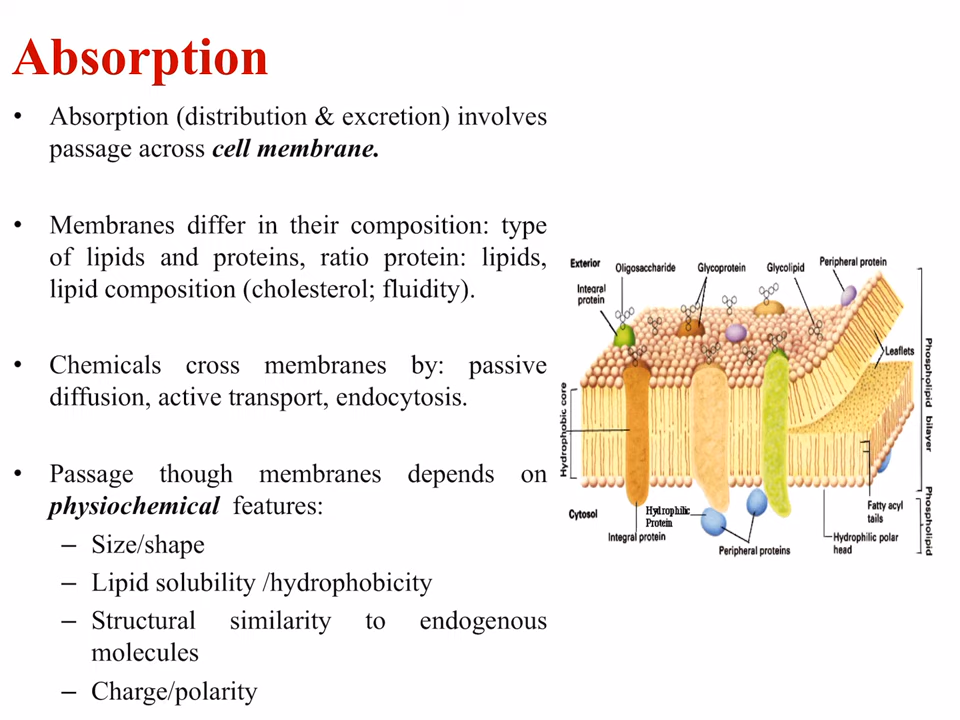 Absorption
• Absorption (distribution & excretion) involves
passage across cell membrane.
• Membranes differ in their composition: type
of lipids and proteins, ratio protein: lipids,
lipid composition (cholesterol; fluidity).
• Chemicals cross membranes by: passive
diffusion, active transport, endocytosis.
• Passage though membranes depends on
physiochemical features:
– Size/shape
– Lipid solubility /hydrophobicity
– Structural similarity to endogenous
molecules
– Charge/polarity
Exterior
Oligosaccharide
Glycoprotein
Glycolipid
Peripheral protein
Integral
protein
Leaflets
Phospholipid bilayer
Hydrophobic core
Cytosol
Hydrophilic
Protein
Integral protein
Peripheral proteins
Fatty acyl
tails
Hydrophilic polar
head
Phospholipid